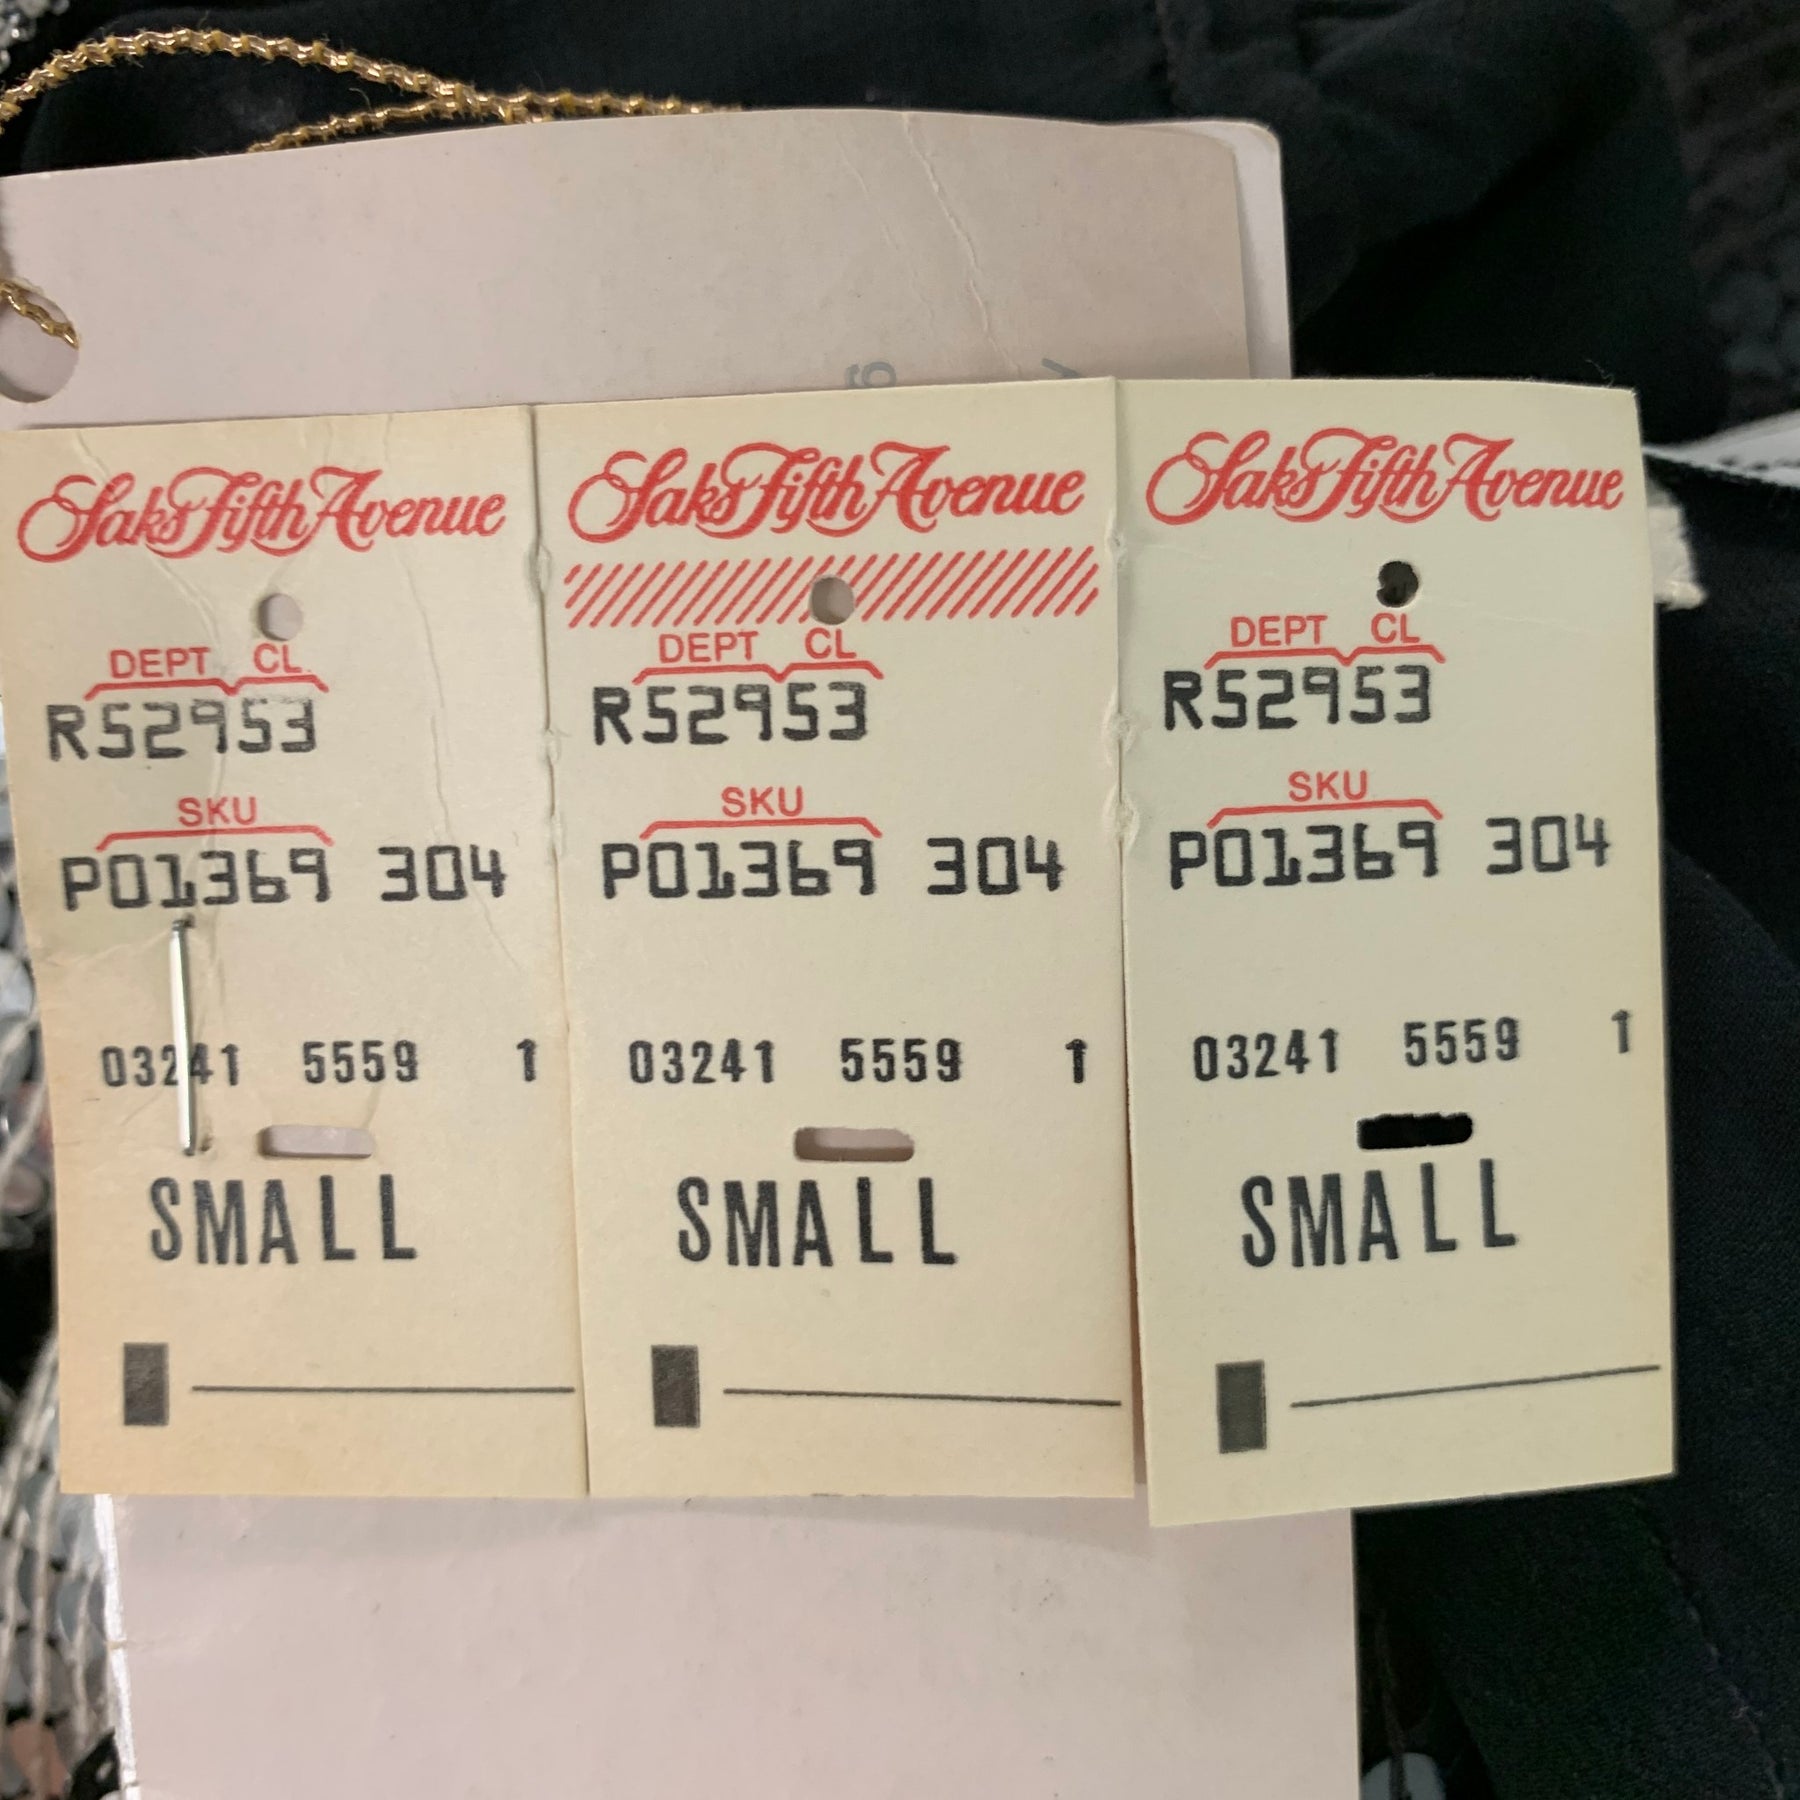 Saks Fifth Avenue
DEPT CL.
R52953
SKU
P01369 304
03241 5559 1
SMALL
Saks Fifth Avenue
DEPT CL
R52953
SKU
P01369 304
03241 5559 1
SMALL
Saks Fifth Avenue
DEPT CL
R52953
SKU
P01369 304
03241 5559 1
SMALL